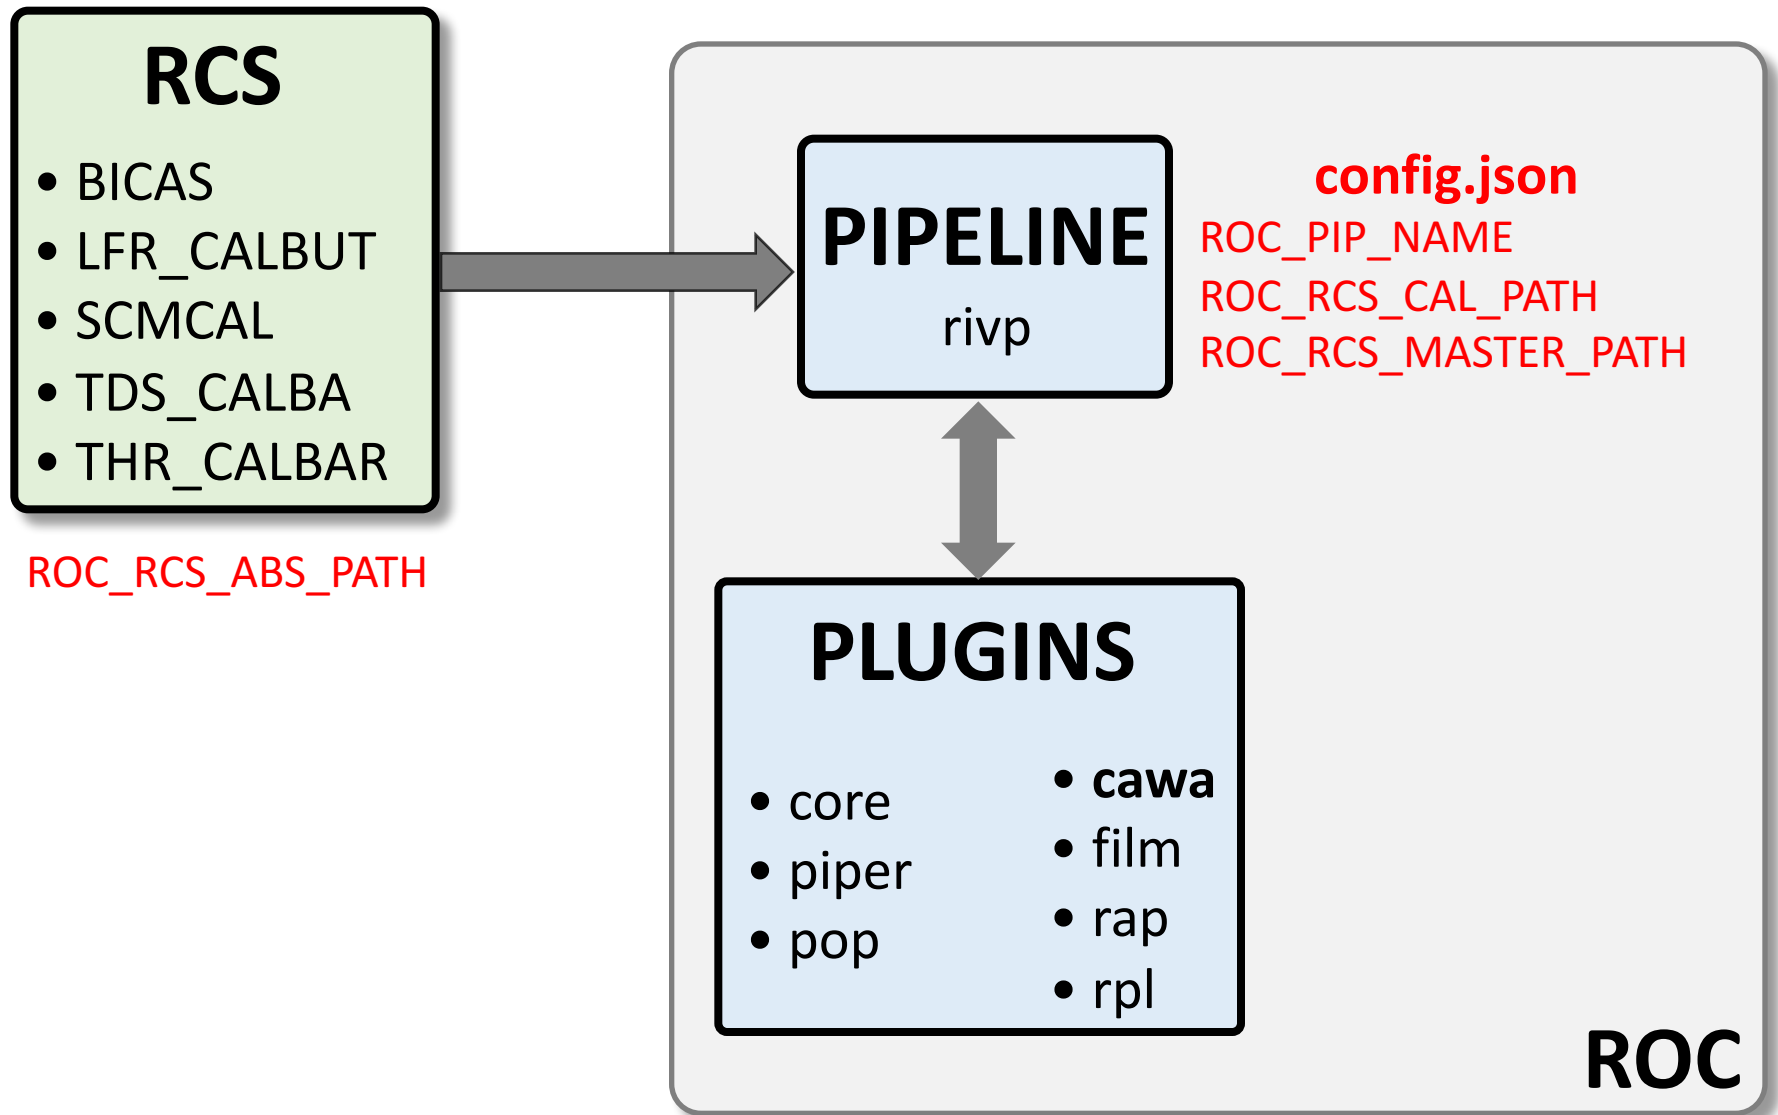 RCS
• BICAS
• LFR_CALBUT
• SCMCAL
• TDS_CALBA
• THR_CALBAR
ROC_RCS_ABS_PATH
PIPELINE
rivp
config.json
ROC_PIP_NAME
ROC_RCS_CAL_PATH
ROC_RCS_MASTER_PATH
PLUGINS
• core
• piper
• pop
• cawa
• film
• rap
• rpl
ROC